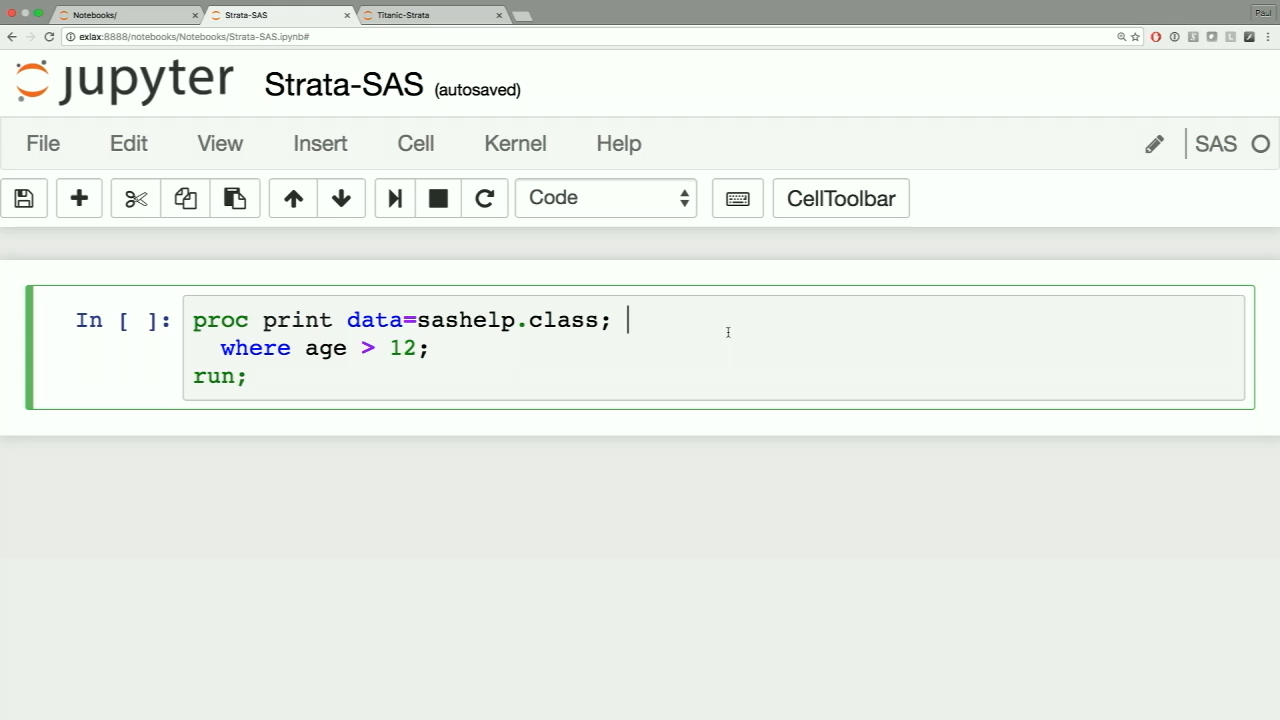 Notebooks/ Strata-SAS Titanic-Strata Paul
exlax:8888/notebooks/Notebooks/Strata-SAS.ipynb#
jupyter Strata-SAS (autosaved)
File Edit View Insert Cell Kernel Help SAS
Code CellToolbar
In [ ]: proc print data=sashelp.class;
where age > 12;
run;